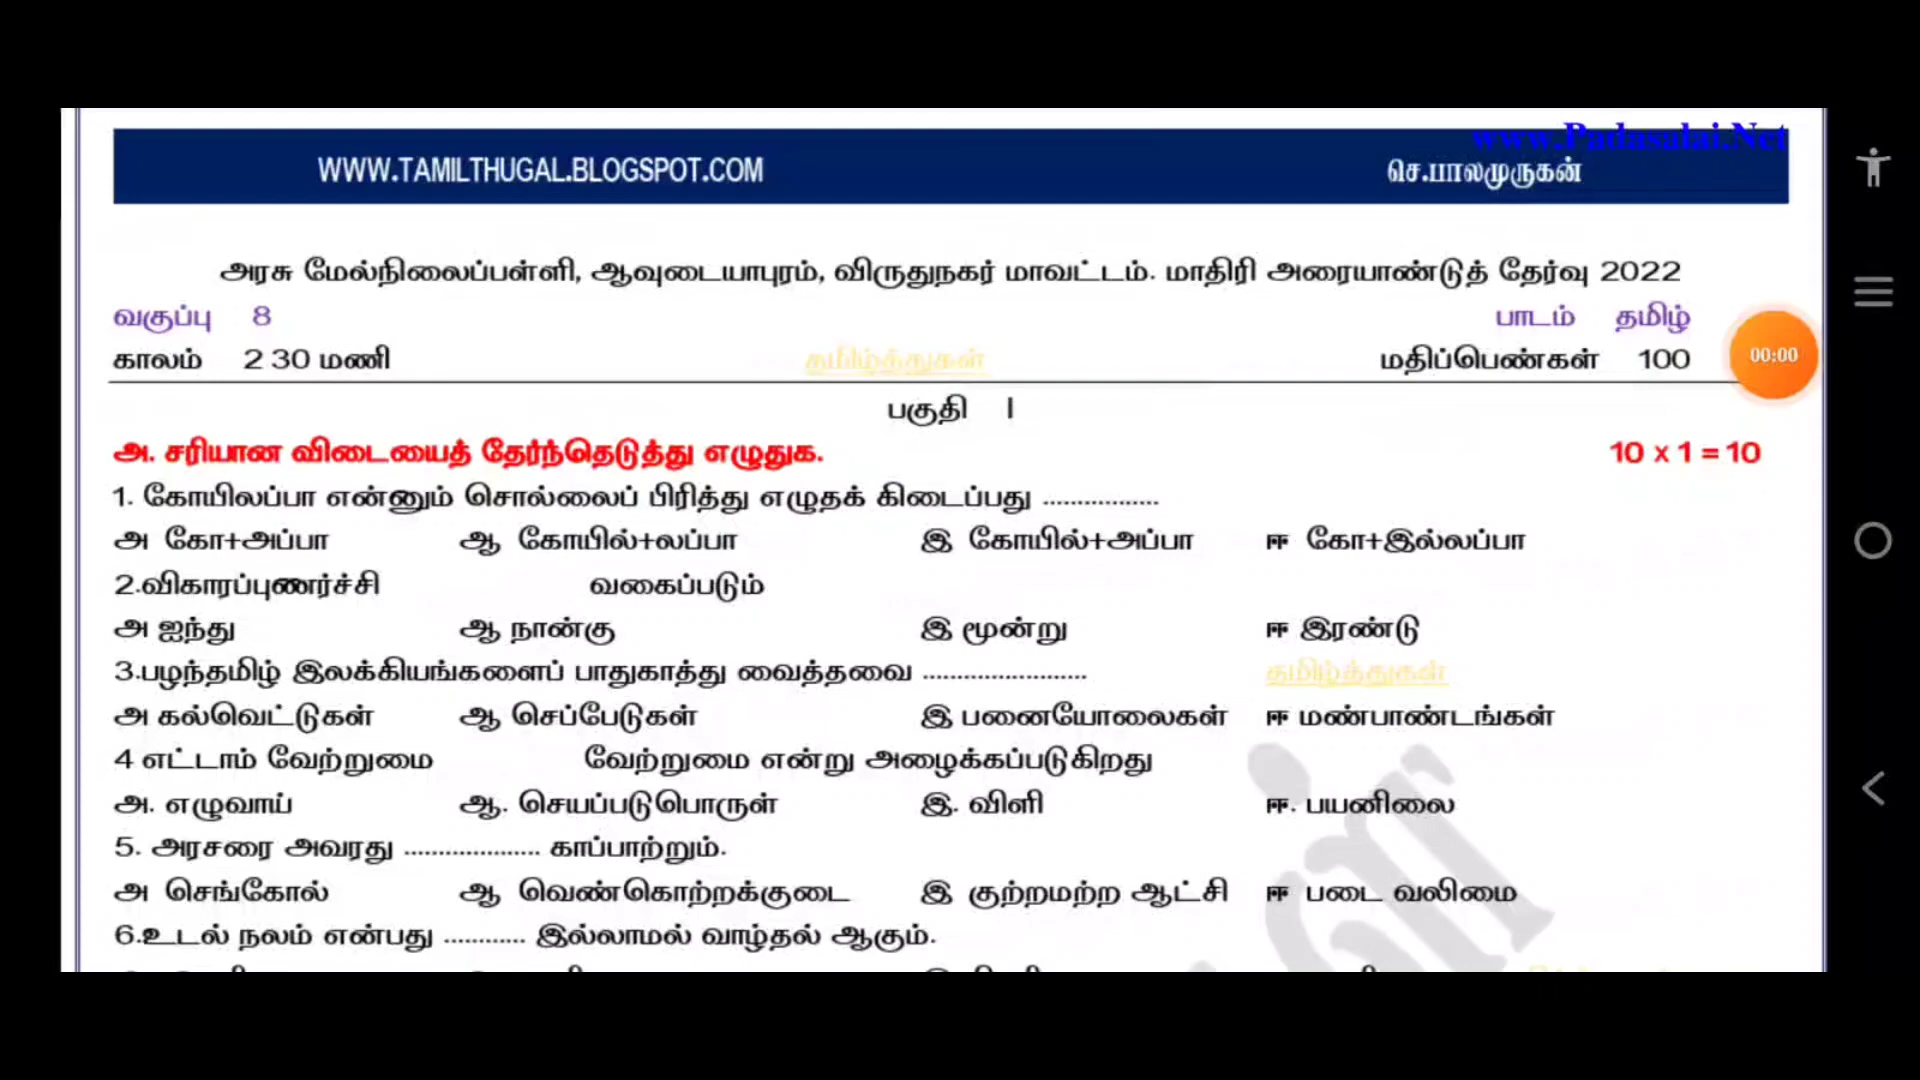 www.Padasalai.Net
WWW.TAMILTHUGAL.BLOGSPOT.COM செ.பாலமுருகன்
அரசு மேல்நிலைப்பள்ளி, ஆவுடையாபுரம், விருதுநகர் மாவட்டம். மாதிரி அரையாண்டுத் தேர்வு 2022
வகுப்பு 8 பாடம் தமிழ்
காலம் 2 30 மணி தமிழ்த்துகள் மதிப்பெண்கள் 100
00:00
பகுதி I
அ. சரியான விடையைத் தேர்ந்தெடுத்து எழுதுக. 10 x 1 = 10
1. கோயிலப்பா என்னும் சொல்லைப் பிரித்து எழுதக் கிடைப்பது .................
அ கோ+அப்பா ஆ கோயில்+லப்பா இ கோயில்+அப்பா ஈ கோ+இல்லப்பா
2.விகாரப்புணர்ச்சி வகைப்படும்
அ ஐந்து ஆ நான்கு இ மூன்று ஈ இரண்டு
3.பழந்தமிழ் இலக்கியங்களைப் பாதுகாத்து வைத்தவை ........................ தமிழ்த்துகள்
அ கல்வெட்டுகள் ஆ செப்பேடுகள் இ பனையோலைகள் ஈ மண்பாண்டங்கள்
4 எட்டாம் வேற்றுமை வேற்றுமை என்று அழைக்கப்படுகிறது
அ. எழுவாய் ஆ. செயப்படுபொருள் இ. விளி ஈ. பயனிலை
5. அரசரை அவரது .................... காப்பாற்றும்.
அ செங்கோல் ஆ வெண்கொற்றக்குடை இ குற்றமற்ற ஆட்சி ஈ படை வலிமை
6.உடல் நலம் என்பது ............ இல்லாமல் வாழ்தல் ஆகும்.